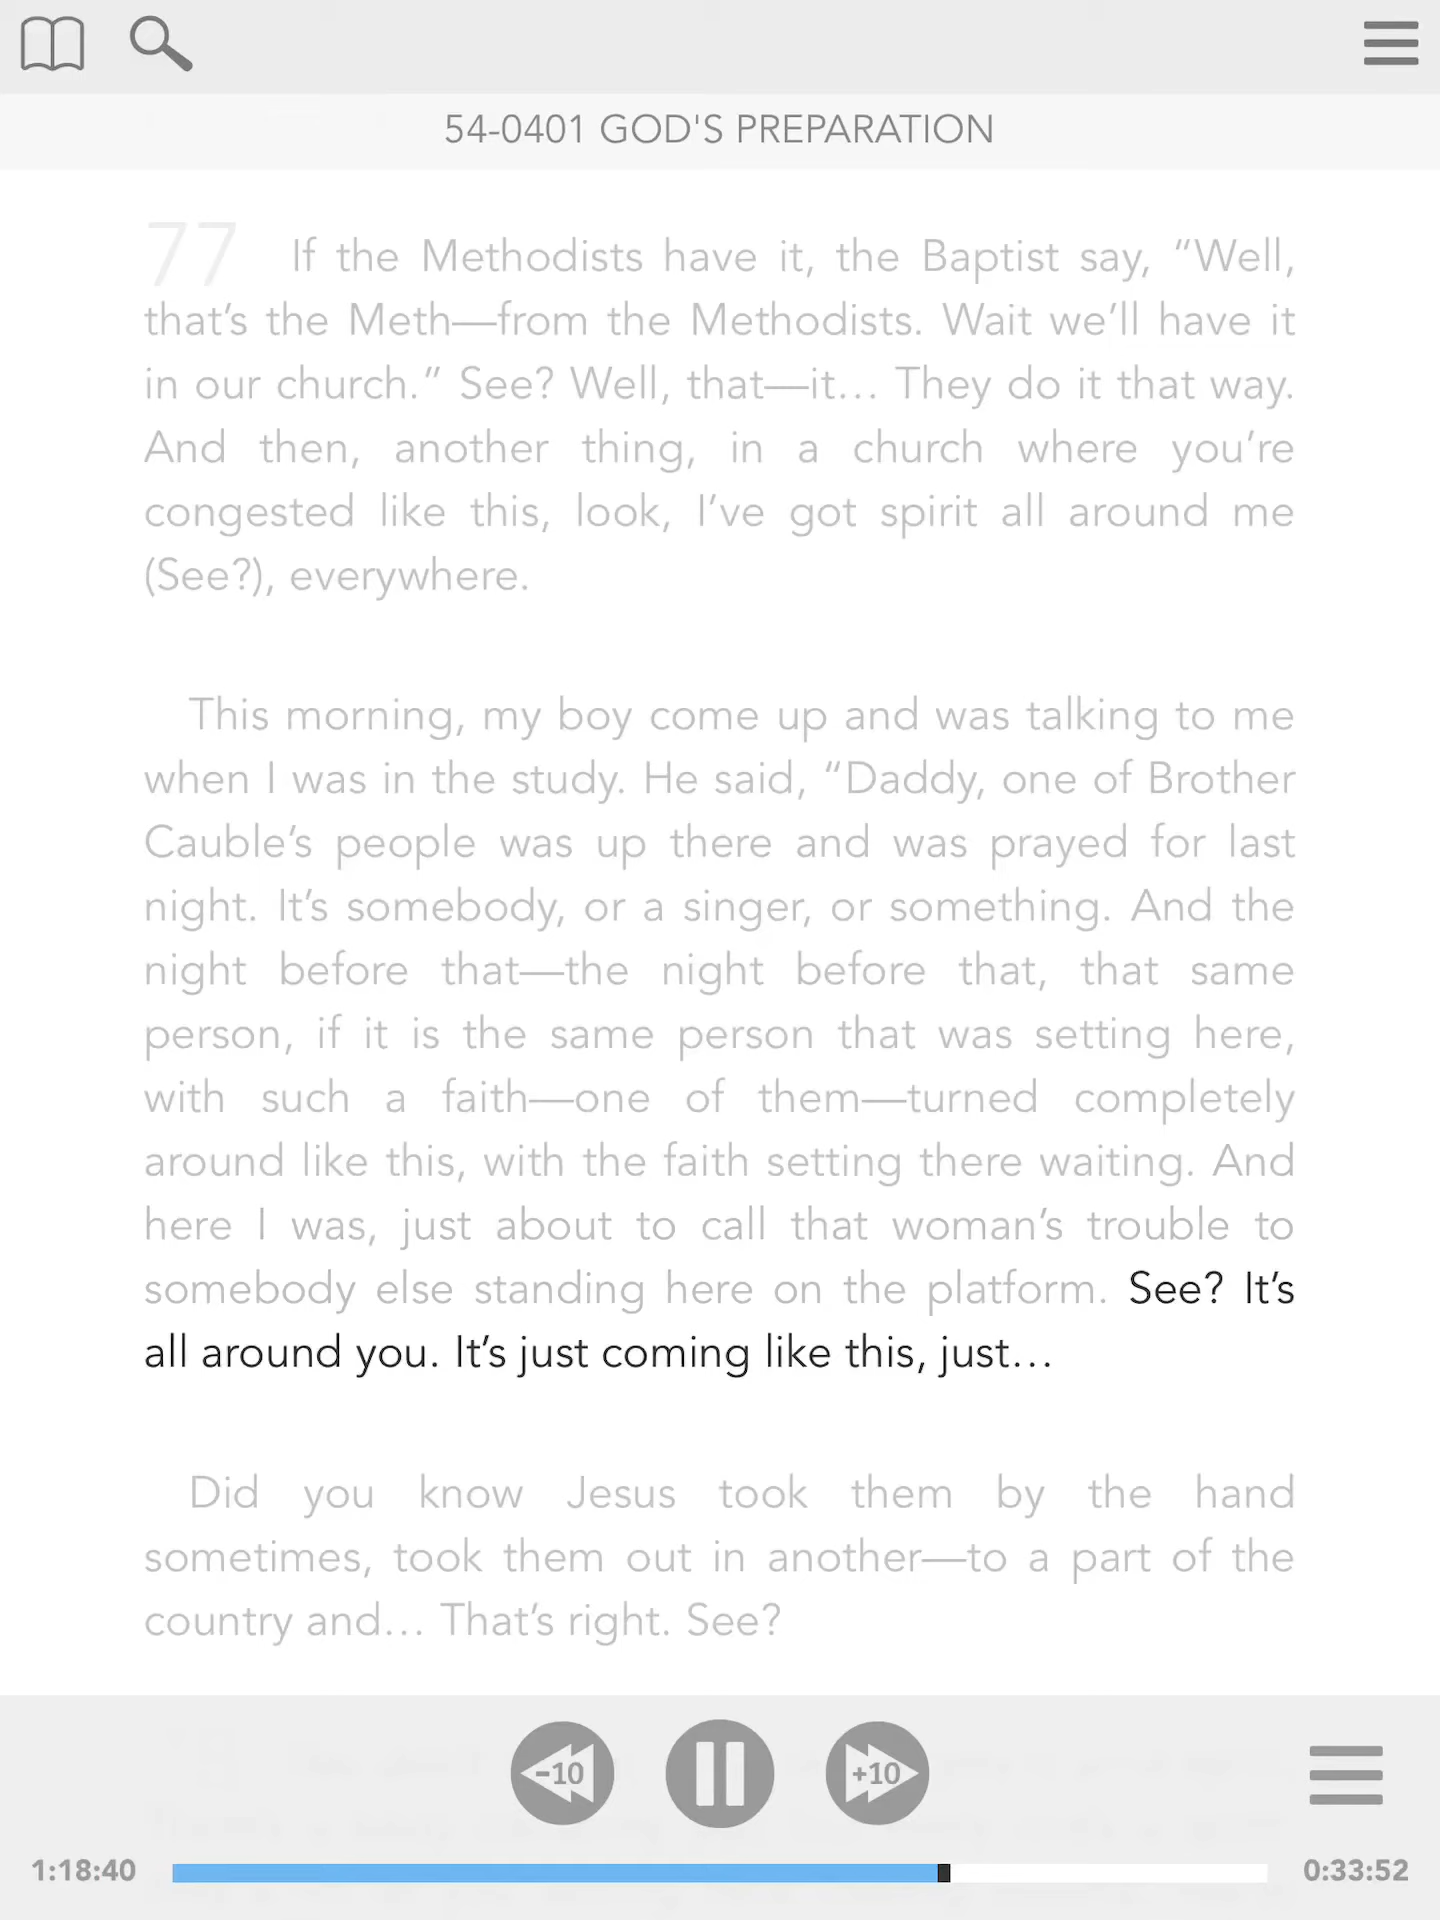 54-0401 GOD'S PREPARATION
77 If the Methodists have it, the Baptist say, “Well,
that’s the Meth—from the Methodists. Wait we’ll have it
in our church.” See? Well, that—it… They do it that way.
And then, another thing, in a church where you’re
congested like this, look, I’ve got spirit all around me
(See?), everywhere.
This morning, my boy come up and was talking to me
when I was in the study. He said, “Daddy, one of Brother
Cauble’s people was up there and was prayed for last
night. It’s somebody, or a singer, or something. And the
night before that—the night before that, that same
person, if it is the same person that was setting here,
with such a faith—one of them—turned completely
around like this, with the faith setting there waiting. And
here I was, just about to call that woman’s trouble to
somebody else standing here on the platform. See? It’s
all around you. It’s just coming like this, just…
Did you know Jesus took them by the hand
sometimes, took them out in another—to a part of the
country and… That’s right. See?
-10 +10
1:18:40 0:33:52